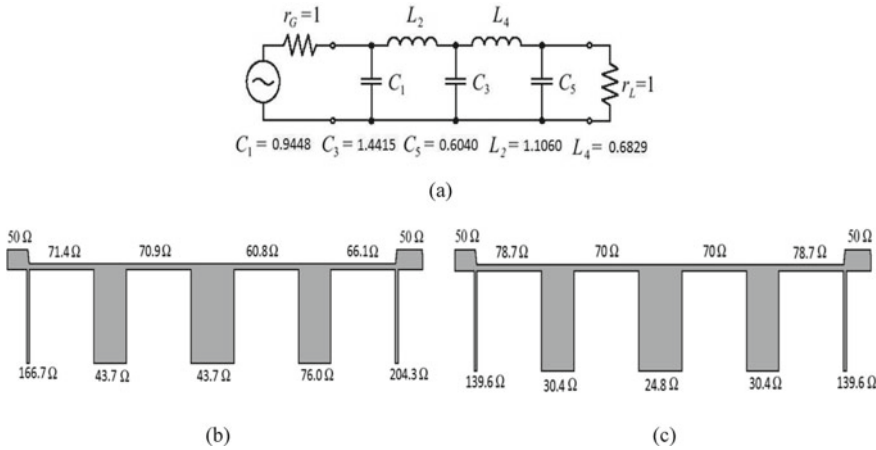 r_G=1
L_2
L_4
C_1
C_3
C_5
r_L=1
C_1 = 0.9448 C_3 = 1.4415 C_5 = 0.6040 L_2 = 1.1060 L_4 = 0.6829
(a)
50 Ω 71.4 Ω 70.9 Ω 60.8 Ω 66.1 Ω 50 Ω
166.7 Ω 43.7 Ω 43.7 Ω 76.0 Ω 204.3 Ω
(b)
50 Ω 78.7 Ω 70 Ω 70 Ω 78.7 Ω 50 Ω
139.6 Ω 30.4 Ω 24.8 Ω 30.4 Ω 139.6 Ω
(c)